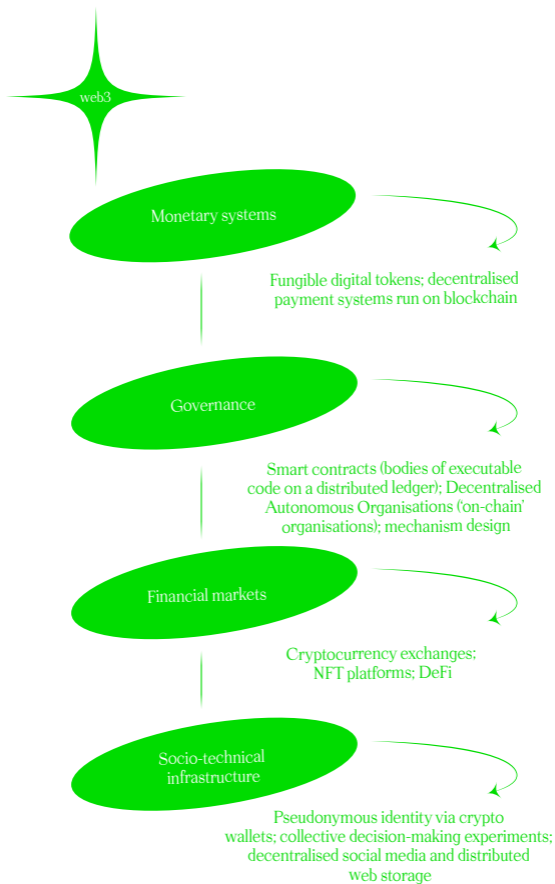 web3
Monetary systems
Fungible digital tokens; decentralised
payment systems run on blockchain
Governance
Smart contracts (bodies of executable
code on a distributed ledger); Decentralised
Autonomous Organisations ('on-chain'
organisations); mechanism design
Financial markets
Cryptocurrency exchanges;
NFT platforms; DeFi
Socio-technical
infrastructure
Pseudonymous identity via crypto
wallets; collective decision-making experiments;
decentralised social media and distributed
web storage